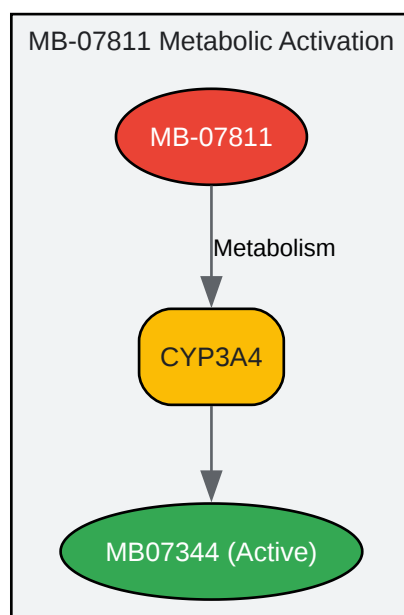 MB-07811 Metabolic Activation
MB-07811
Metabolism
CYP3A4
MB07344 (Active)